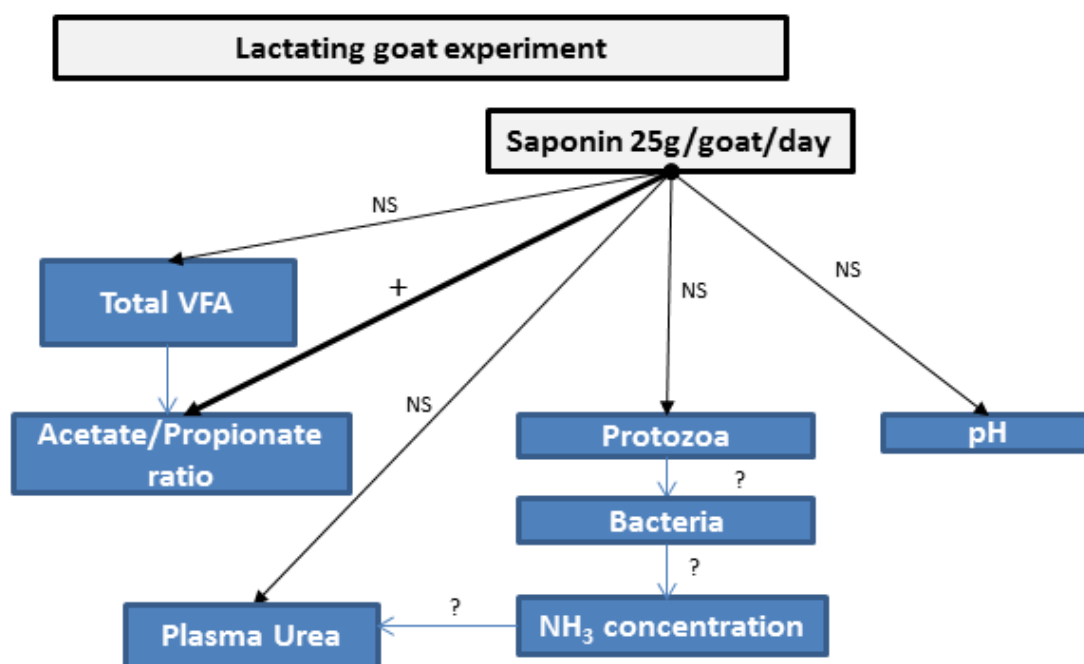 Lactating goat experiment
Saponin 25g/goat/day
NS
NS
Total VFA
+
NS
NS
Acetate/Propionate
ratio
Protozoa
pH
?
Bacteria
?
?
Plasma Urea
NH₃ concentration